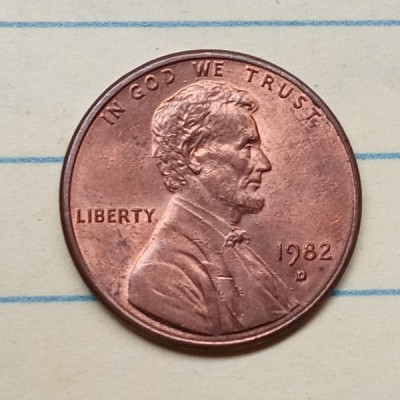 IN GOD WE TRUST
LIBERTY
1982
D